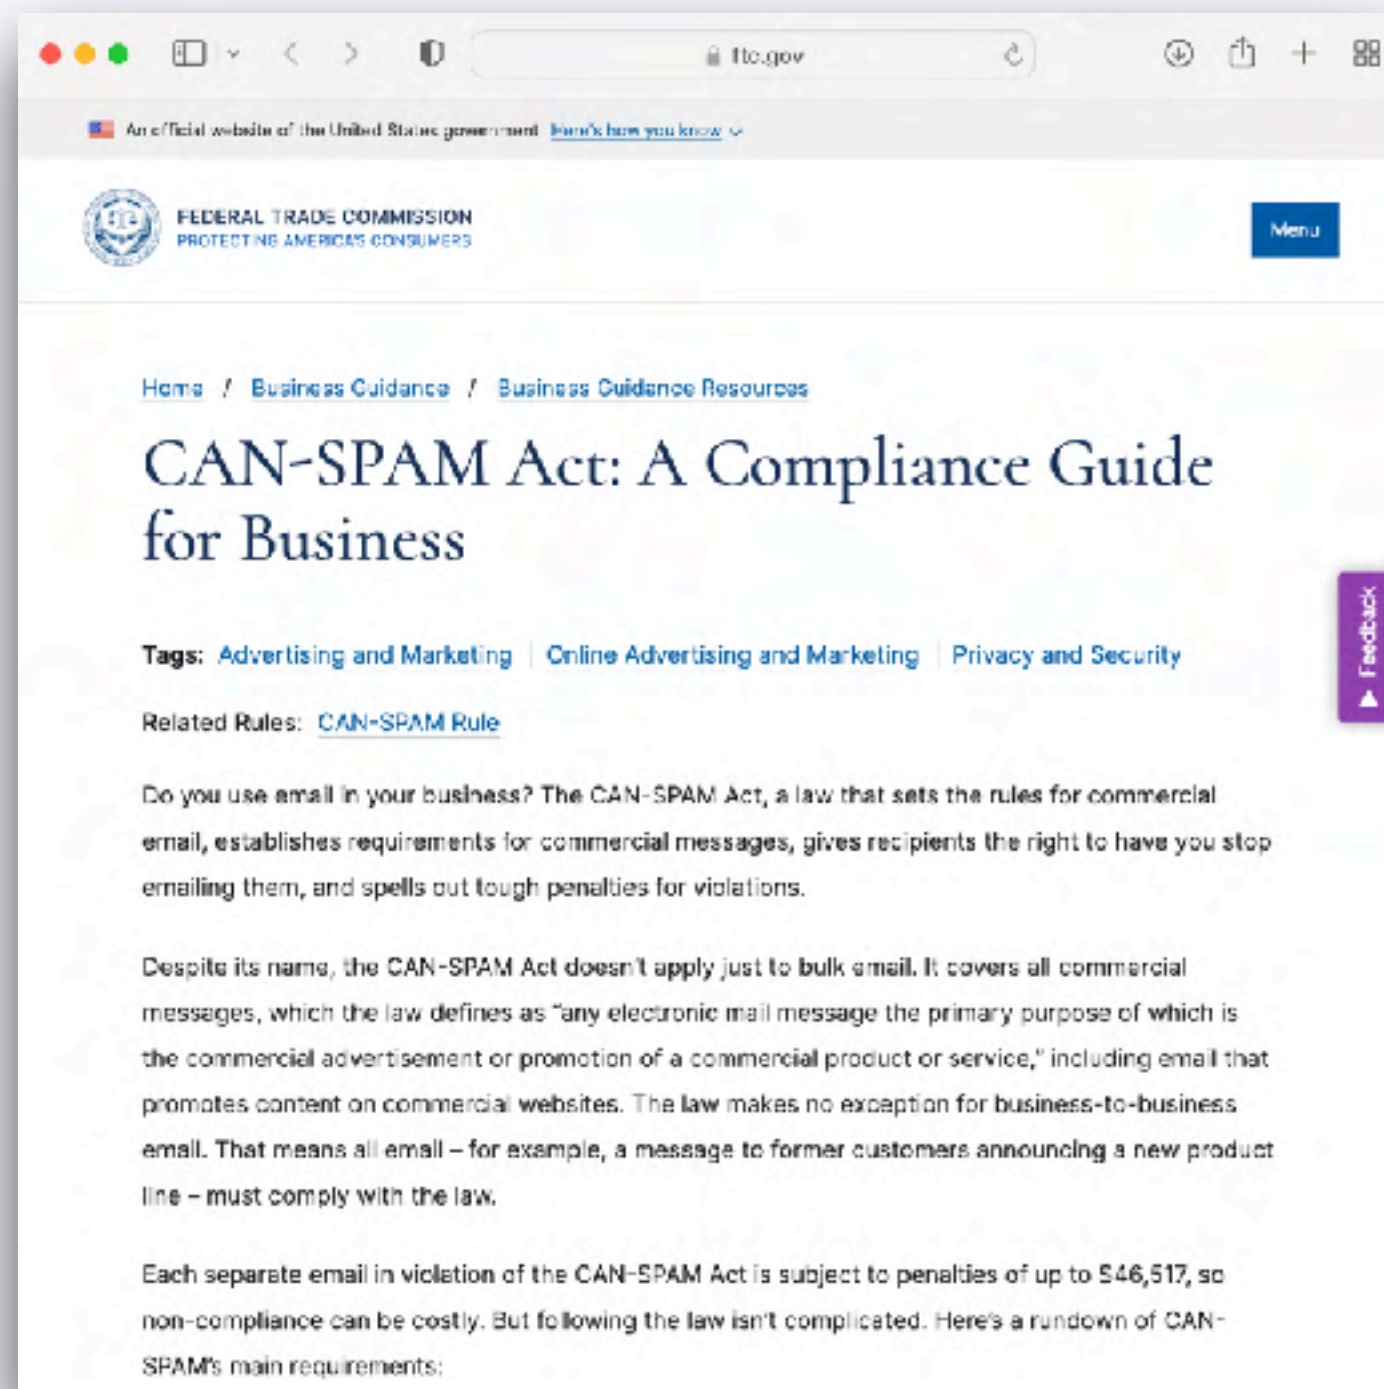 ftc.gov
An official website of the United States government Here's how you know
FEDERAL TRADE COMMISSION
PROTECTING AMERICA'S CONSUMERS
Menu
Home / Business Guidance / Business Guidance Resources
CAN-SPAM Act: A Compliance Guide
for Business
Feedback
Tags: Advertising and Marketing | Online Advertising and Marketing | Privacy and Security
Related Rules: CAN-SPAM Rule
Do you use email in your business? The CAN-SPAM Act, a law that sets the rules for commercial
email, establishes requirements for commercial messages, gives recipients the right to have you stop
emailing them, and spells out tough penalties for violations.
Despite its name, the CAN-SPAM Act doesn't apply just to bulk email. It covers all commercial
messages, which the law defines as "any electronic mail message the primary purpose of which is
the commercial advertisement or promotion of a commercial product or service," including email that
promotes content on commercial websites. The law makes no exception for business-to-business
email. That means all email – for example, a message to former customers announcing a new product
line – must comply with the law.
Each separate email in violation of the CAN-SPAM Act is subject to penalties of up to $46,517, so
non-compliance can be costly. But following the law isn't complicated. Here's a rundown of CAN-
SPAM's main requirements: